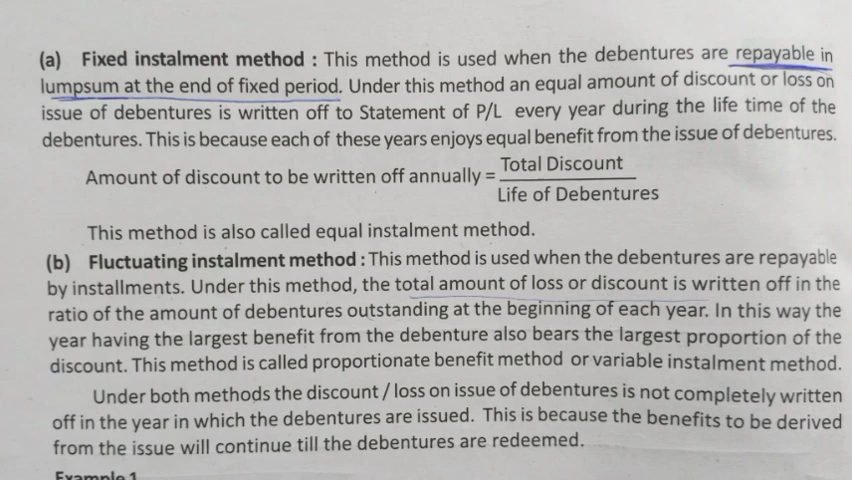 (a) Fixed instalment method : This method is used when the debentures are repayable in
lumpsum at the end of fixed period. Under this method an equal amount of discount or loss on
issue of debentures is written off to Statement of P/L every year during the life time of the
debentures. This is because each of these years enjoys equal benefit from the issue of debentures.
Amount of discount to be written off annually = Total Discount
Life of Debentures
This method is also called equal instalment method.
(b) Fluctuating instalment method : This method is used when the debentures are repayable
by installments. Under this method, the total amount of loss or discount is written off in the
ratio of the amount of debentures outstanding at the beginning of each year. In this way the
year having the largest benefit from the debenture also bears the largest proportion of the
discount. This method is called proportionate benefit method or variable instalment method.
Under both methods the discount / loss on issue of debentures is not completely written
off in the year in which the debentures are issued. This is because the benefits to be derived
from the issue will continue till the debentures are redeemed.
Example 1